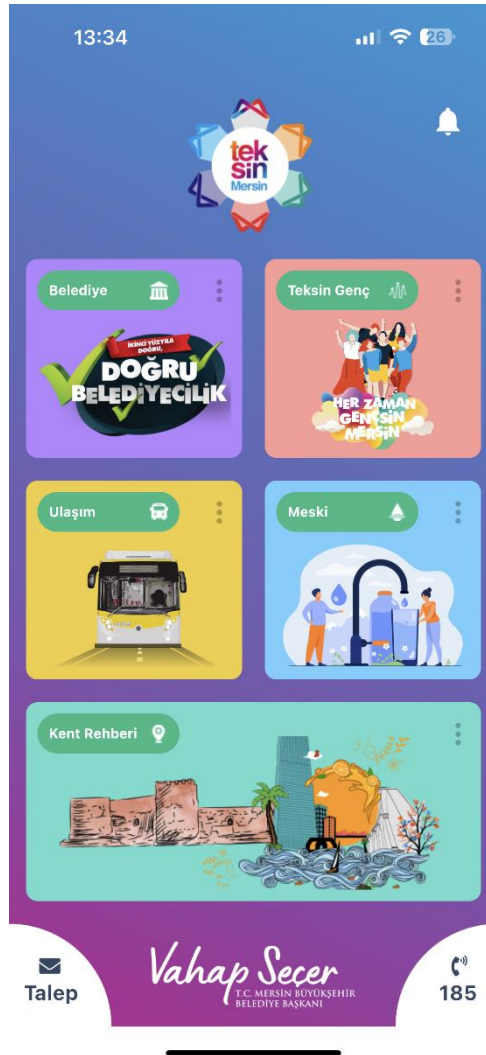 13:34
26
tek
sin
Mersin
Belediye
İKİNCİ YÜZYILA
DOĞRU,
DOĞRU
BELEDİYECİLİK
Teksin Genç
HER ZAMAN
GENÇSİN
MERSİN
Ulaşım
Meski
Kent Rehberi
Talep
Vahap Seçer
T.C. MERSİN BÜYÜKŞEHİR
BELEDİYE BAŞKANI
185